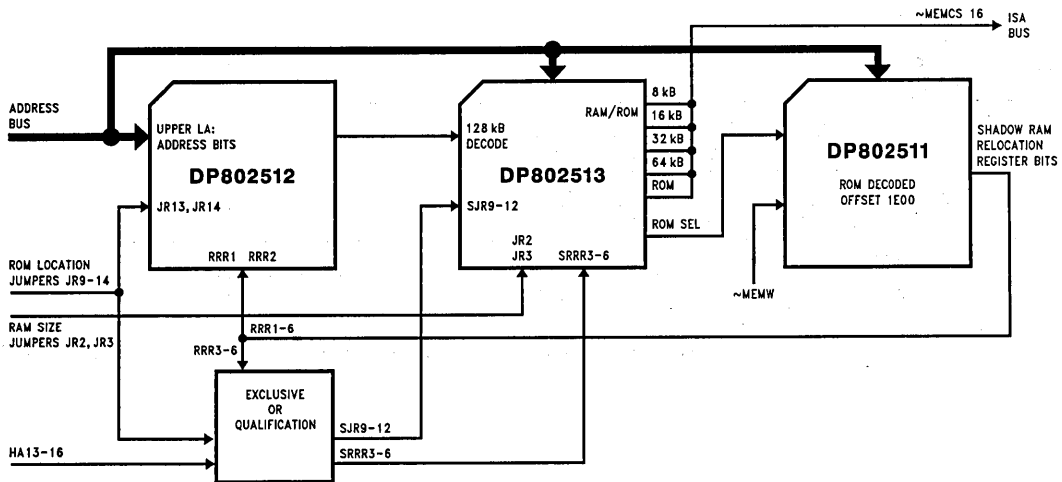 ~MEMCS 16
ISA
BUS
ADDRESS
BUS
UPPER LA:
ADDRESS BITS
DP802512
JR13, JR14
RRR1 RRR2
128 kB
DECODE
RAM/ROM
DP802513
SJR9-12
JR2
JR3
SRRR3-6
8 kB
16 kB
32 kB
64 kB
ROM
ROM SEL
DP802511
ROM DECODED
OFFSET 1E00
~MEMW
SHADOW RAM
RELOCATION
REGISTER BITS
ROM LOCATION
JUMPERS JR9-14
RAM SIZE
JUMPERS JR2, JR3
RRR1-6
RRR3-6
EXCLUSIVE
OR
QUALIFICATION
SJR9-12
SRRR3-6
HA13-16